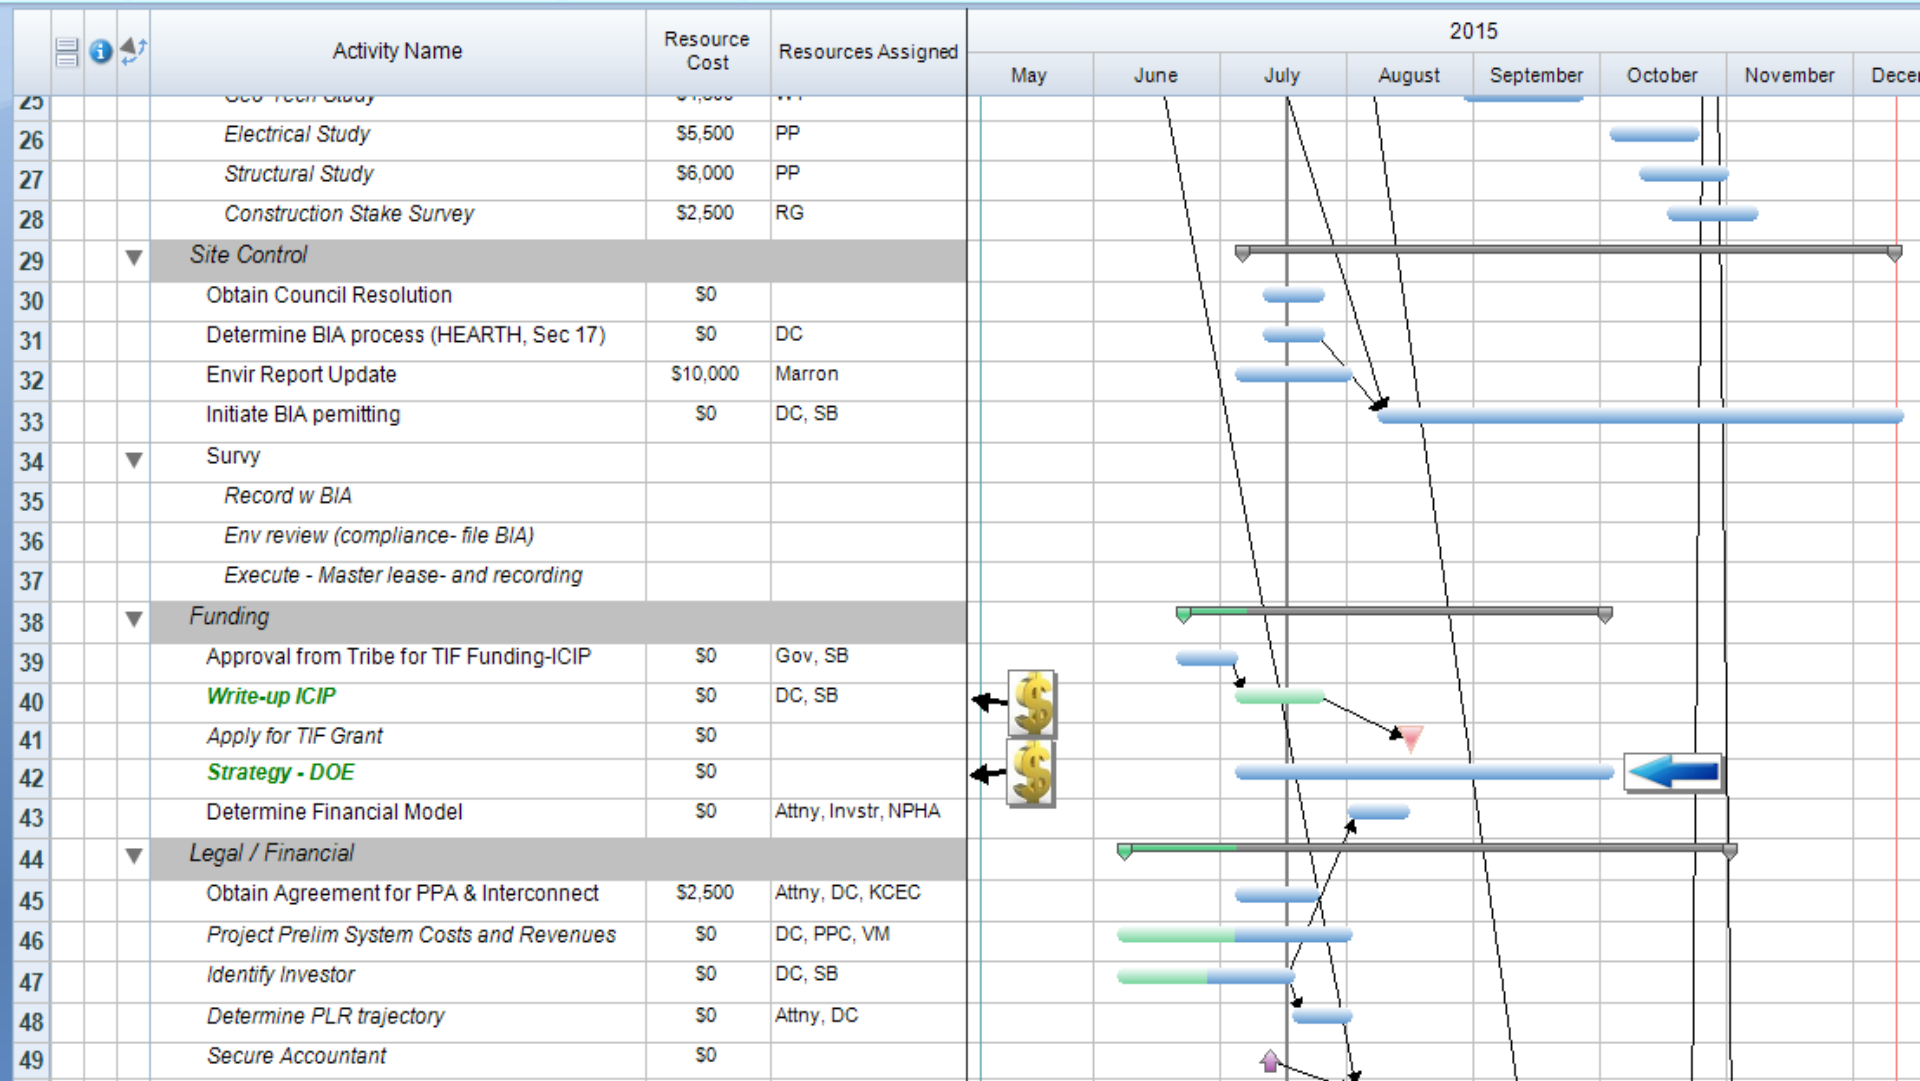 2015
Activity Name Resource Cost Resources Assigned May June July August September October November
25 Geo Tech Study
26 Electrical Study $5,500 PP
27 Structural Study $6,000 PP
28 Construction Stake Survey $2,500 RG
29 Site Control
30 Obtain Council Resolution $0
31 Determine BIA process (HEARTH, Sec 17) $0 DC
32 Envir Report Update $10,000 Marron
33 Initiate BIA pemitting $0 DC, SB
34 Survy
35 Record w BIA
36 Env review (compliance- file BIA)
37 Execute - Master lease- and recording
38 Funding
39 Approval from Tribe for TIF Funding-ICIP $0 Gov, SB
40 Write-up ICIP $0 DC, SB
41 Apply for TIF Grant $0
42 Strategy - DOE $0
43 Determine Financial Model $0 Attny, Invstr, NPHA
44 Legal / Financial
45 Obtain Agreement for PPA & Interconnect $2,500 Attny, DC, KCEC
46 Project Prelim System Costs and Revenues $0 DC, PPC, VM
47 Identify Investor $0 DC, SB
48 Determine PLR trajectory $0 Attny, DC
49 Secure Accountant $0